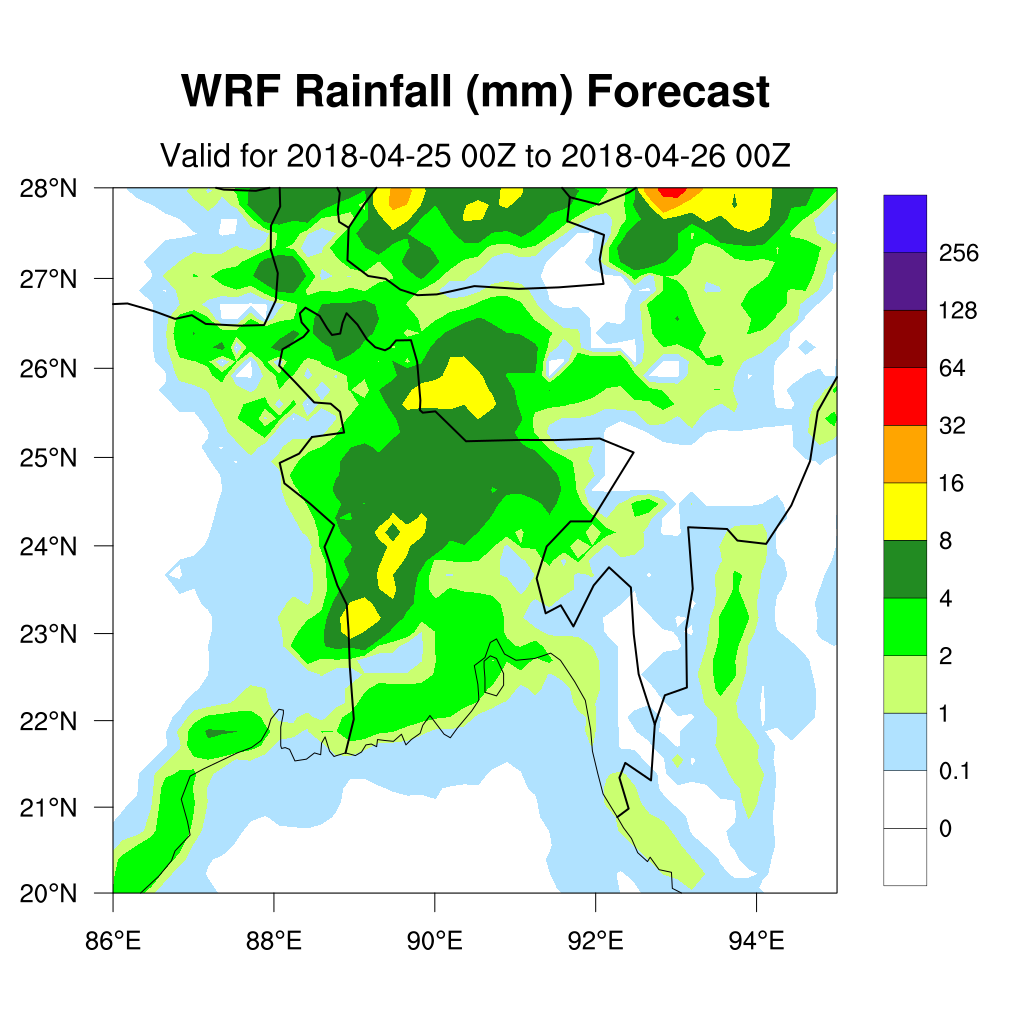 WRF Rainfall (mm) Forecast
Valid for 2018-04-25 00Z to 2018-04-26 00Z
28°N
27°N
26°N
25°N
24°N
23°N
22°N
21°N
20°N
86°E 88°E 90°E 92°E 94°E
256
128
64
32
16
8
4
2
1
0.1
0